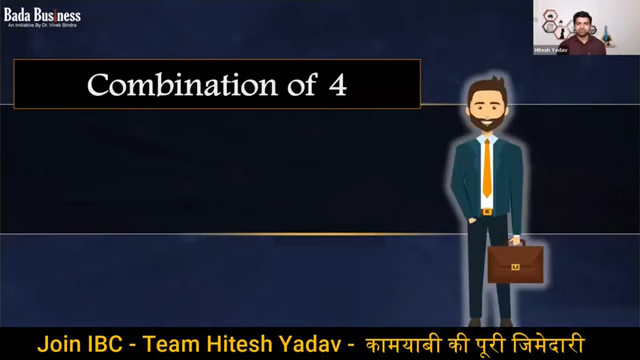 Bada Business
An Initiative By Dr. Vivek Bindra
Hitesh Yadav
Combination of 4
Join IBC - Team Hitesh Yadav - कामयाबी की पूरी जिमेदारी